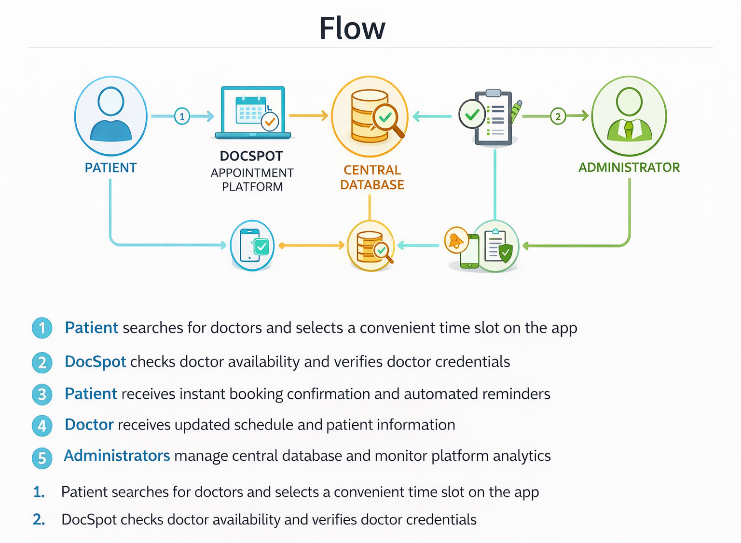 Flow
1
2
PATIENT
DOCSPOT
APPOINTMENT
PLATFORM
CENTRAL
DATABASE
ADMINISTRATOR
1 Patient searches for doctors and selects a convenient time slot on the app
2 DocSpot checks doctor availability and verifies doctor credentials
3 Patient receives instant booking confirmation and automated reminders
4 Doctor receives updated schedule and patient information
5 Administrators manage central database and monitor platform analytics
1. Patient searches for doctors and selects a convenient time slot on the app
2. DocSpot checks doctor availability and verifies doctor credentials